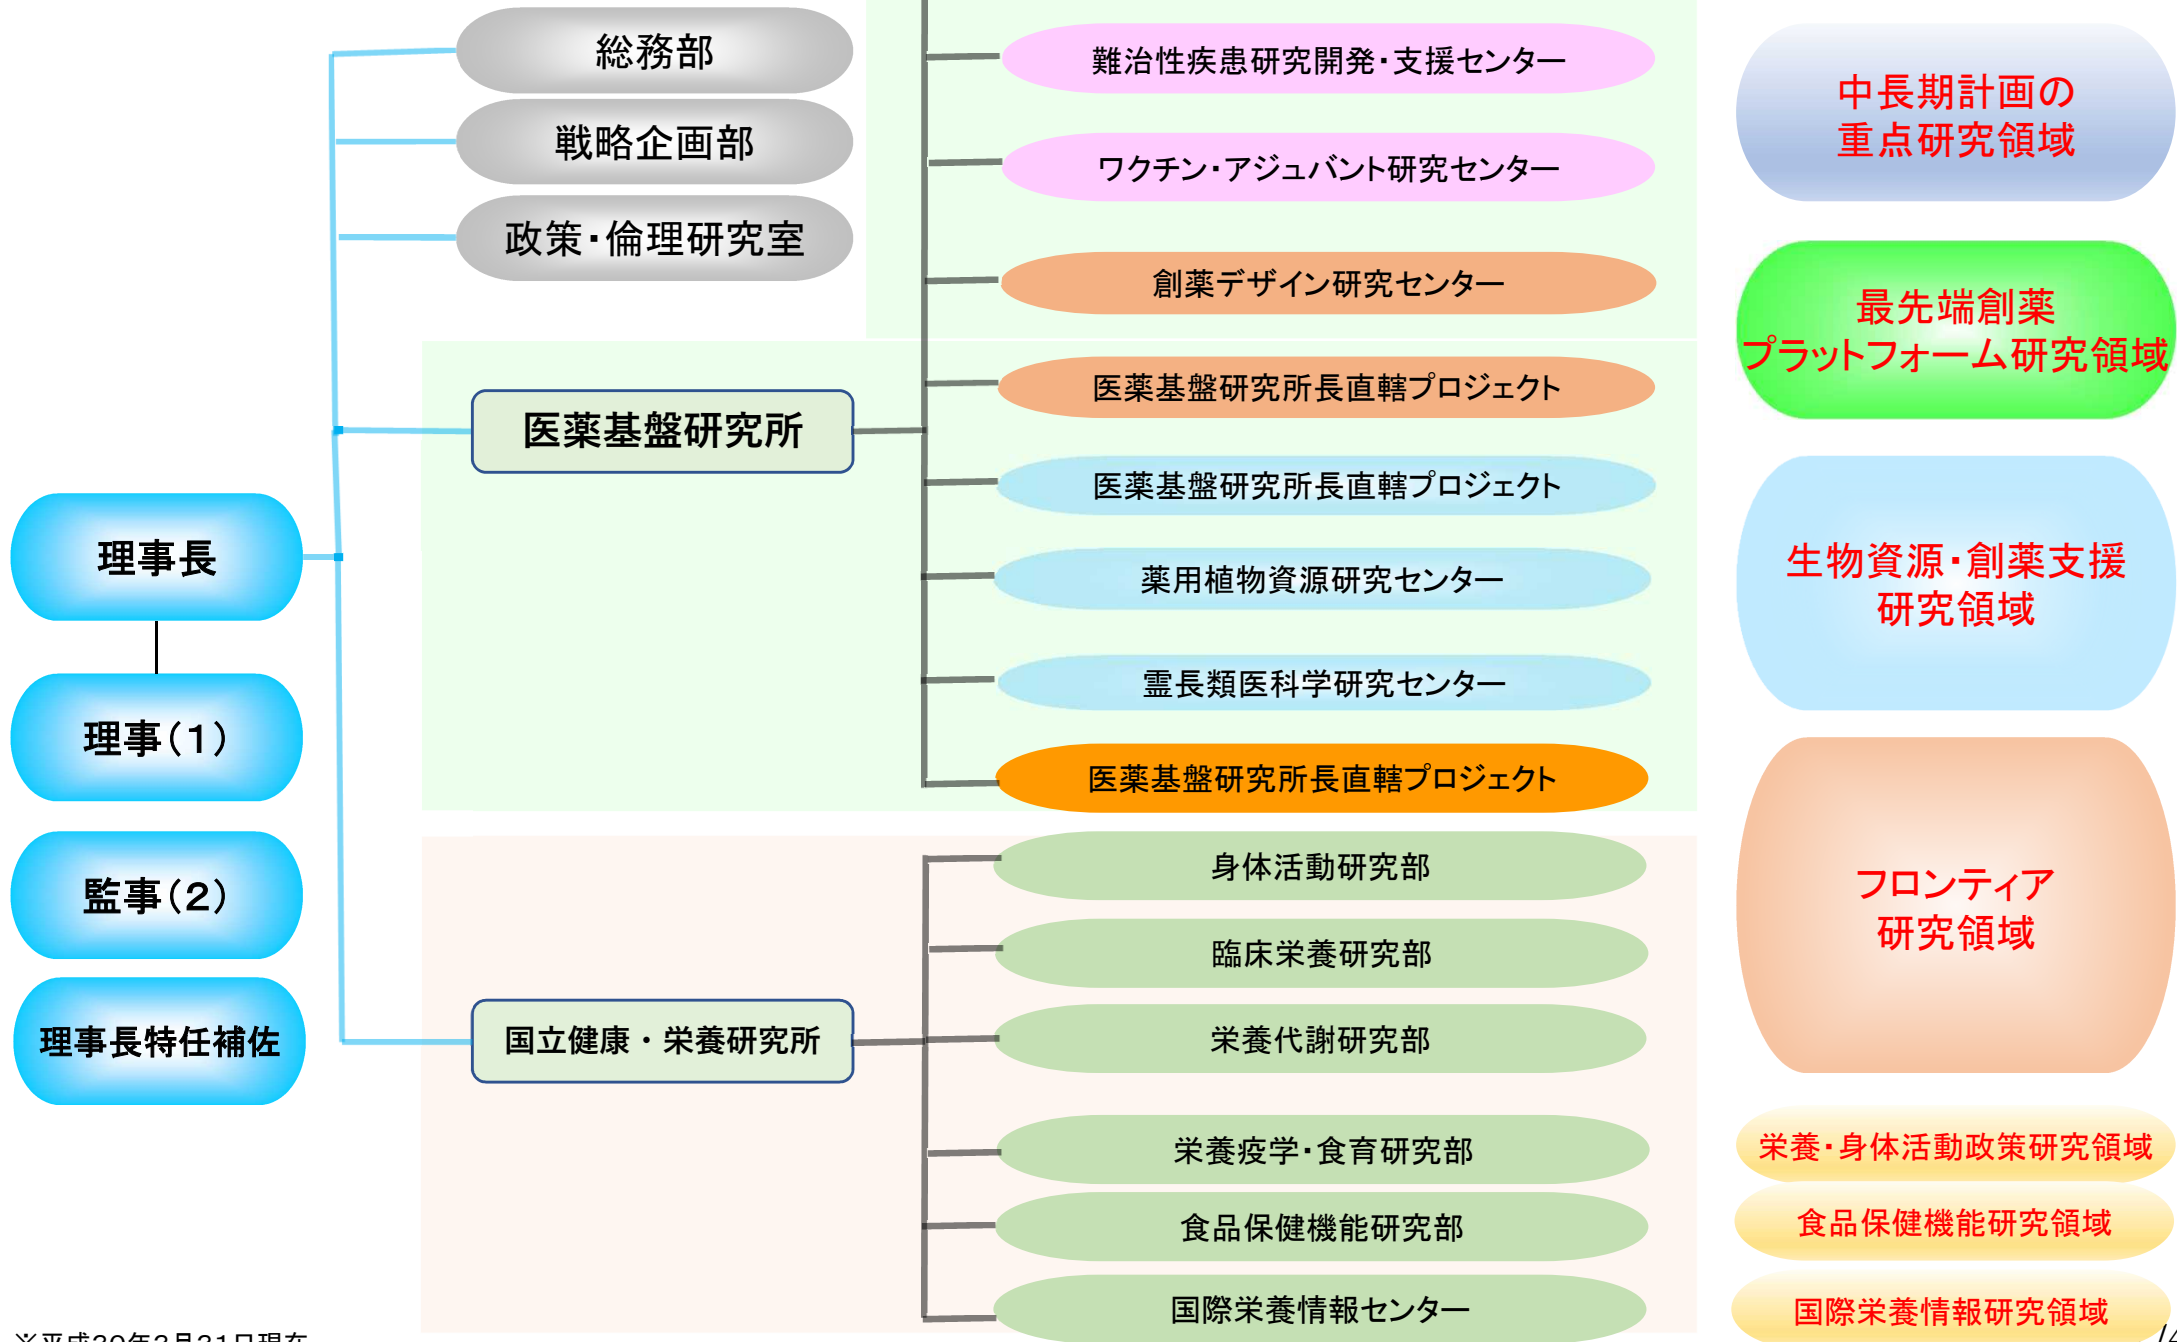 総務部
戦略企画部
政策・倫理研究室
難治性疾患研究開発・支援センター
ワクチン・アジュバント研究センター
創薬デザイン研究センター
医薬基盤研究所
医薬基盤研究所長直轄プロジェクト
医薬基盤研究所長直轄プロジェクト
薬用植物資源研究センター
霊長類医科学研究センター
医薬基盤研究所長直轄プロジェクト
理事長
理事(1)
監事(2)
理事長特任補佐
国立健康・栄養研究所
身体活動研究部
臨床栄養研究部
栄養代謝研究部
栄養疫学・食育研究部
食品保健機能研究部
国際栄養情報センター
中長期計画の
重点研究領域
最先端創薬
プラットフォーム研究領域
生物資源・創薬支援
研究領域
フロンティア
研究領域
栄養・身体活動政策研究領域
食品保健機能研究領域
国際栄養情報研究領域